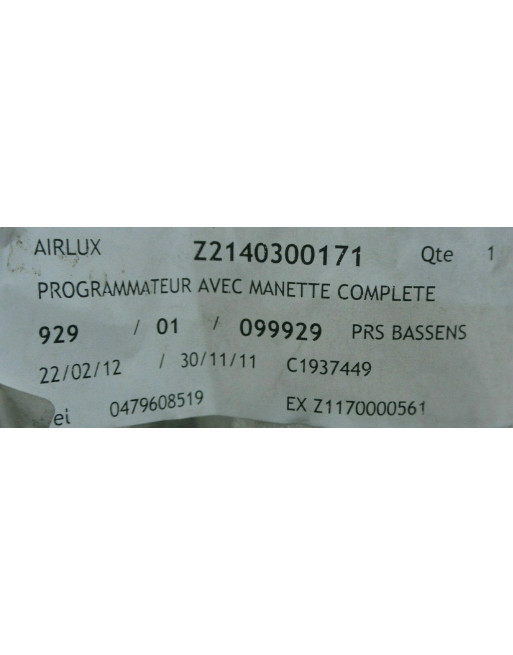 AIRLUX Z2140300171 Qte 1
PROGRAMMATEUR AVEC MANETTE COMPLETE
929 / 01 / 099929 PRS BASSENS
22/02/12 / 30/11/11 C1937449
0479608519 EX Z1170000561